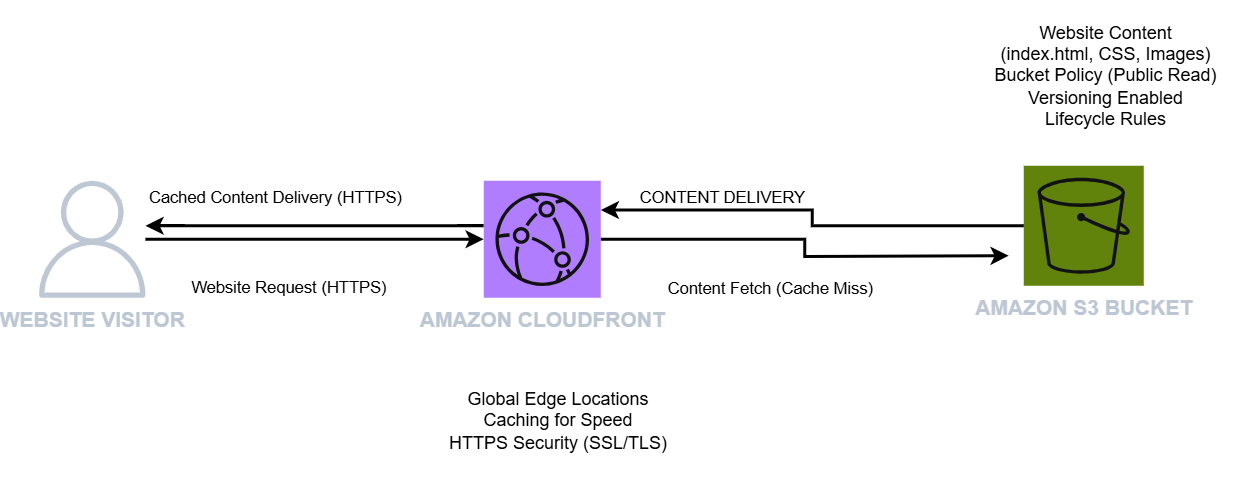 Website Content
(index.html, CSS, Images)
Bucket Policy (Public Read)
Versioning Enabled
Lifecycle Rules
Cached Content Delivery (HTTPS)
CONTENT DELIVERY
Website Request (HTTPS)
Content Fetch (Cache Miss)
WEBSITE VISITOR
AMAZON CLOUDFRONT
AMAZON S3 BUCKET
Global Edge Locations
Caching for Speed
HTTPS Security (SSL/TLS)